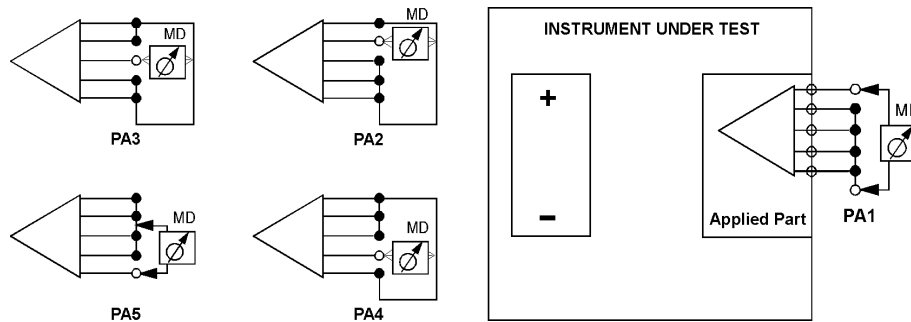 MD
PA3
MD
PA2
MD
PA5
MD
PA4
INSTRUMENT UNDER TEST
+
−
Applied Part
PA1